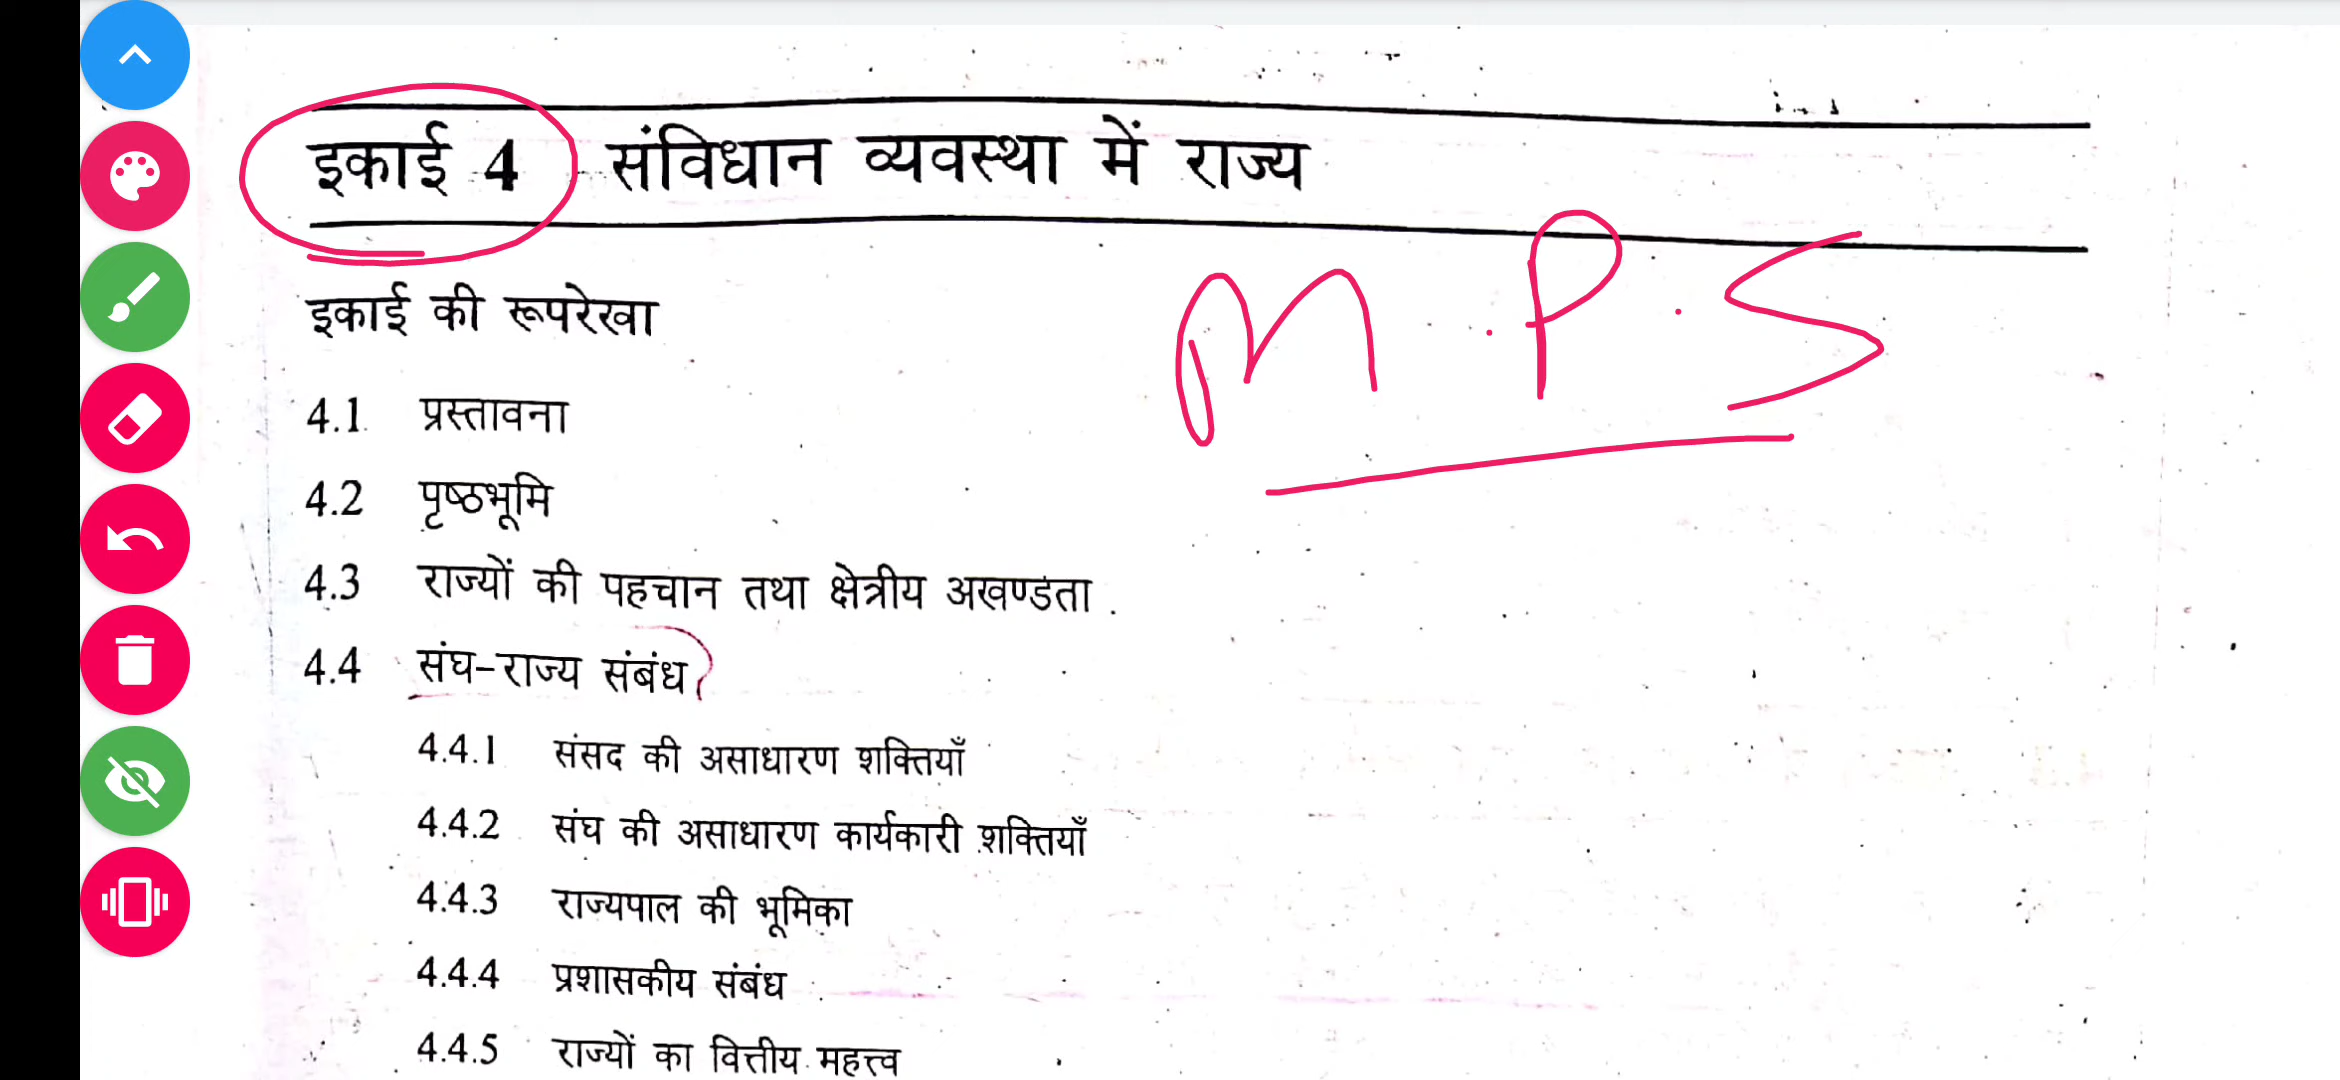 इकाई 4 संविधान व्यवस्था में राज्य
M.P.S
इकाई की रूपरेखा
4.1 प्रस्तावना
4.2 पृष्ठभूमि
4.3 राज्यों की पहचान तथा क्षेत्रीय अखण्डता
4.4 संघ-राज्य संबंध
4.4.1 संसद की असाधारण शक्तियाँ
4.4.2 संघ की असाधारण कार्यकारी शक्तियाँ
4.4.3 राज्यपाल की भूमिका
4.4.4 प्रशासकीय संबंध
4.4.5 राज्यों का वित्तीय महत्त्व